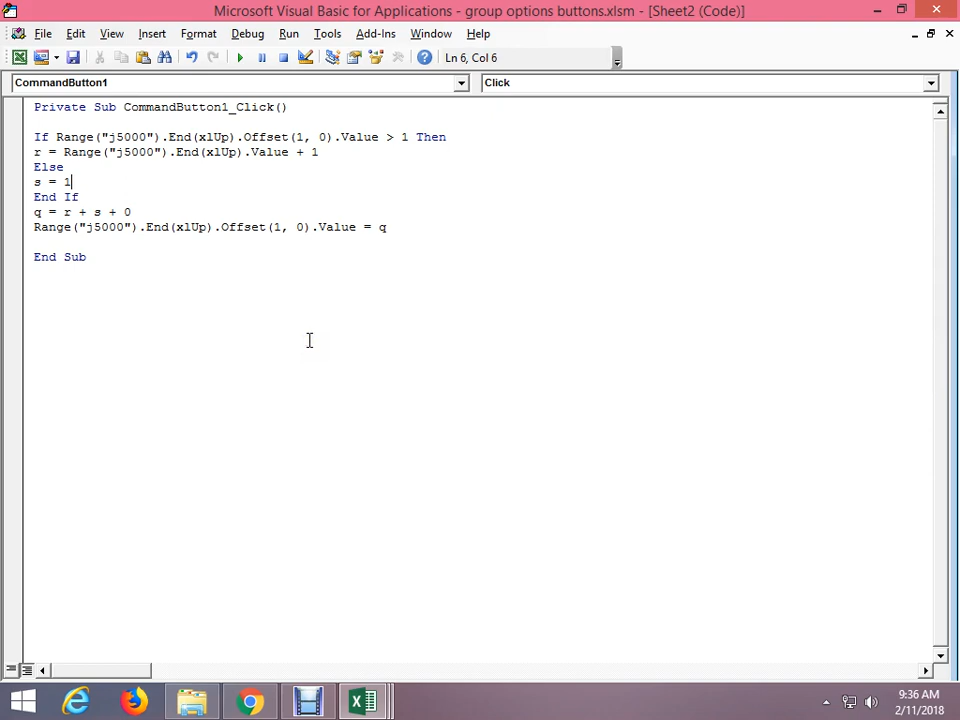 Microsoft Visual Basic for Applications - group options buttons.xlsm - [Sheet2 (Code)]
File Edit View Insert Format Debug Run Tools Add-Ins Window Help
Ln 6, Col 6
CommandButton1 Click
Private Sub CommandButton1_Click()
If Range("j5000").End(xlUp).Offset(1, 0).Value > 1 Then
r = Range("j5000").End(xlUp).Value + 1
Else
s = 1
End If
q = r + s + 0
Range("j5000").End(xlUp).Offset(1, 0).Value = q
End Sub
9:36 AM
2/11/2018